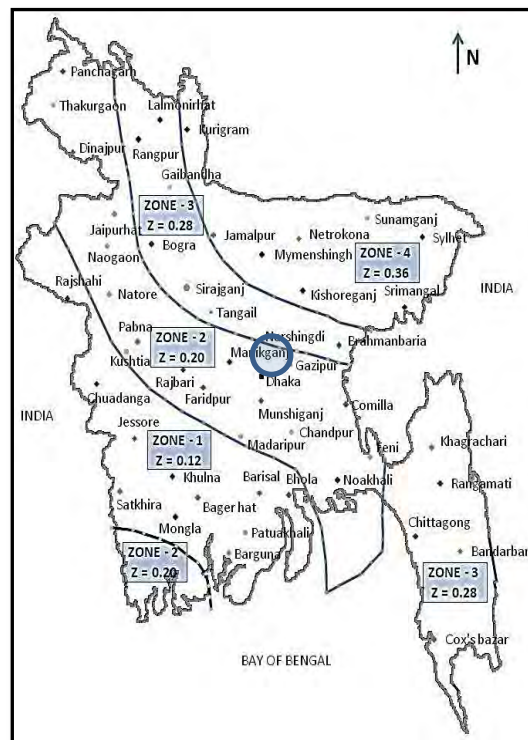 N
Panchagarh
Thakurgaon
Lalmonirhat
Kurigram
Dinajpur
Rangpur
Gaibandha
ZONE - 3
Z = 0.28
Sunamganj
Jaipurhat
Jamalpur
Netrokona
Sylhet
Bogra
Mymensingh
ZONE - 4
Z = 0.36
Naogaon
Rajshahi
Natore
Sirajganj
Kishoreganj
Srimangal
INDIA
Tangail
Pabna
ZONE - 2
Z = 0.20
Narshingdi
Brahmanbaria
Kushtia
Manikganj
Gazipur
Rajbari
Dhaka
Chuadanga
Faridpur
INDIA
Munshiganj
Comilla
Jessore
Chandpur
ZONE - 1
Z = 0.12
Madaripur
Feni
Khagrachari
Khulna
Barisal
Bhola
Noakhali
Rangamati
Satkhira
Bager hat
Mongla
Patuakhali
Chittagong
ZONE - 2
Z = 0.20
Barguna
Bandarban
ZONE - 3
Z = 0.28
Cox's bazar
BAY OF BENGAL